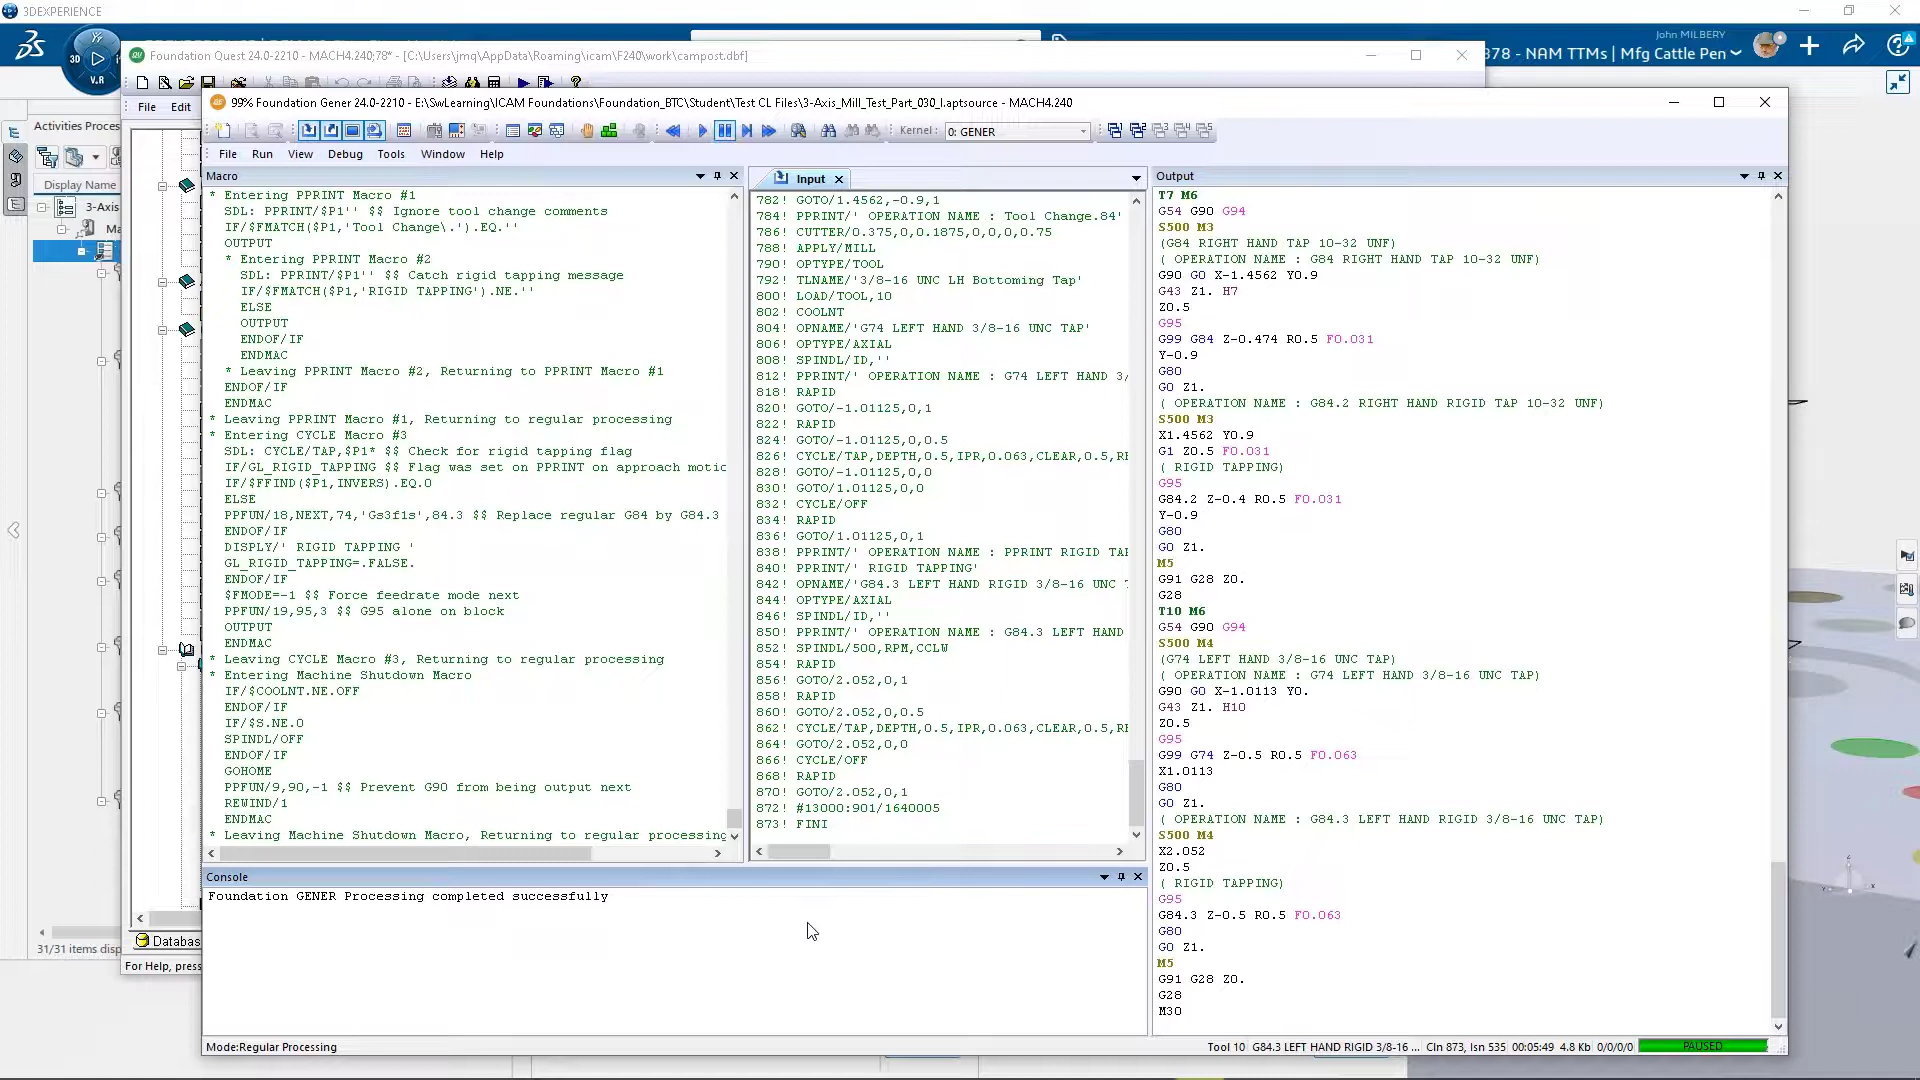 3DEXPERIENCE
John MILBERY
378 - NAM TTMs | Mfg Cattle Pen
3D
V.R
Foundation Quest 24.0-2210 - MACH4.240;78* - [C:\Users\jmq\AppData\Roaming\icam\F240\work\campost.dbf]
File Edit
Activities Proce
Display Name
3-Axis
Ma
31/31 items disp
Databas
For Help, press
99% Foundation Gener 24.0-2210 - E:\SwLearning\ICAM Foundations\Foundation_BTC\Student\Test CL Files\3-Axis_Mill_Test_Part_030_I.aptsource - MACH4.240
Kernel: 0: GENER
File Run View Debug Tools Window Help
Macro
* Entering PPRINT Macro #1
SDL: PPRINT/$P1'' $$ Ignore tool change comments
IF/$FMATCH($P1,'Tool Change\.').EQ.''
OUTPUT
* Entering PPRINT Macro #2
SDL: PPRINT/$P1'' $$ Catch rigid tapping message
IF/$FMATCH($P1,'RIGID TAPPING').NE.''
ELSE
OUTPUT
ENDOF/IF
ENDMAC
* Leaving PPRINT Macro #2, Returning to PPRINT Macro #1
ENDOF/IF
ENDMAC
* Leaving PPRINT Macro #1, Returning to regular processing
* Entering CYCLE Macro #3
SDL: CYCLE/TAP,$P1* $$ Check for rigid tapping flag
IF/GL_RIGID_TAPPING $$ Flag was set on PPRINT on approach motio
IF/$FFIND($P1,INVERS).EQ.0
ELSE
PPFUN/18,NEXT,74,'Gs3f1s',84.3 $$ Replace regular G84 by G84.3
ENDOF/IF
DISPLAY/' RIGID TAPPING '
GL_RIGID_TAPPING=.FALSE.
ENDOF/IF
$FMODE=-1 $$ Force feedrate mode next
PPFUN/19,95,3 $$ G95 alone on block
OUTPUT
ENDMAC
* Leaving CYCLE Macro #3, Returning to regular processing
* Entering Machine Shutdown Macro
IF/$COOLNT.NE.OFF
ENDOF/IF
IF/$S.NE.0
SPINDL/OFF
ENDOF/IF
GOHOME
PPFUN/9,90,-1 $$ Prevent G90 from being output next
REWIND/1
ENDMAC
* Leaving Machine Shutdown Macro, Returning to regular processing
Input
782! GOTO/1.4562,-0.9,1
784! PPRINT/' OPERATION NAME : Tool Change.84'
786! CUTTER/0.375,0,0.1875,0,0,0,0.75
788! APPLY/MILL
790! OPTYPE/TOOL
792! TLNAME/'3/8-16 UNC LH Bottoming Tap'
800! LOAD/TOOL,10
802! COOLNT
804! OPNAME/'G74 LEFT HAND 3/8-16 UNC TAP'
806! OPTYPE/AXIAL
808! SPINDL/ID,''
812! PPRINT/' OPERATION NAME : G74 LEFT HAND 3/
818! RAPID
820! GOTO/-1.01125,0,1
822! RAPID
824! GOTO/-1.01125,0,0.5
826! CYCLE/TAP,DEPTH,0.5,IPR,0.063,CLEAR,0.5,RE
828! GOTO/-1.01125,0,0
830! GOTO/1.01125,0,0
832! CYCLE/OFF
834! RAPID
836! GOTO/1.01125,0,1
838! PPRINT/' OPERATION NAME : PPRINT RIGID TAP
840! PPRINT/' RIGID TAPPING'
842! OPNAME/'G84.3 LEFT HAND RIGID 3/8-16 UNC T
844! OPTYPE/AXIAL
846! SPINDL/ID,''
850! PPRINT/' OPERATION NAME : G84.3 LEFT HAND
852! SPINDL/500,RPM,CCLW
854! RAPID
856! GOTO/2.052,0,1
858! RAPID
860! GOTO/2.052,0,0.5
862! CYCLE/TAP,DEPTH,0.5,IPR,0.063,CLEAR,0.5,RE
864! GOTO/2.052,0,0
866! CYCLE/OFF
868! RAPID
870! GOTO/2.052,0,1
872! #13000:901/1640005
873! FINI
Output
T7 M6
G54 G90 G94
S500 M3
(G84 RIGHT HAND TAP 10-32 UNF)
( OPERATION NAME : G84 RIGHT HAND TAP 10-32 UNF)
G90 G0 X-1.4562 Y0.9
G43 Z1. H7
Z0.5
G95
G99 G84 Z-0.474 R0.5 F0.031
Y-0.9
G80
G0 Z1.
( OPERATION NAME : G84.2 RIGHT HAND RIGID TAP 10-32 UNF)
S500 M3
X1.4562 Y0.9
G1 Z0.5 F0.031
( RIGID TAPPING)
G95
G84.2 Z-0.4 R0.5 F0.031
Y-0.9
G80
G0 Z1.
M5
G91 G28 Z0.
G28
T10 M6
G54 G90 G94
S500 M4
(G74 LEFT HAND 3/8-16 UNC TAP)
( OPERATION NAME : G74 LEFT HAND 3/8-16 UNC TAP)
G90 G0 X-1.0113 Y0.
G43 Z1. H10
Z0.5
G95
G99 G74 Z-0.5 R0.5 F0.063
X1.0113
G80
G0 Z1.
( OPERATION NAME : G84.3 LEFT HAND RIGID 3/8-16 UNC TAP)
S500 M4
X2.052
Z0.5
( RIGID TAPPING)
G95
G84.3 Z-0.5 R0.5 F0.063
G80
G0 Z1.
M5
G91 G28 Z0.
G28
M30
Console
Foundation GENER Processing completed successfully
Mode:Regular Processing
Tool 10 G84.3 LEFT HAND RIGID 3/8-16 ... Cln 873, Isn 535 00:05:49 4.8 Kb 0/0/0/0 PAUSED